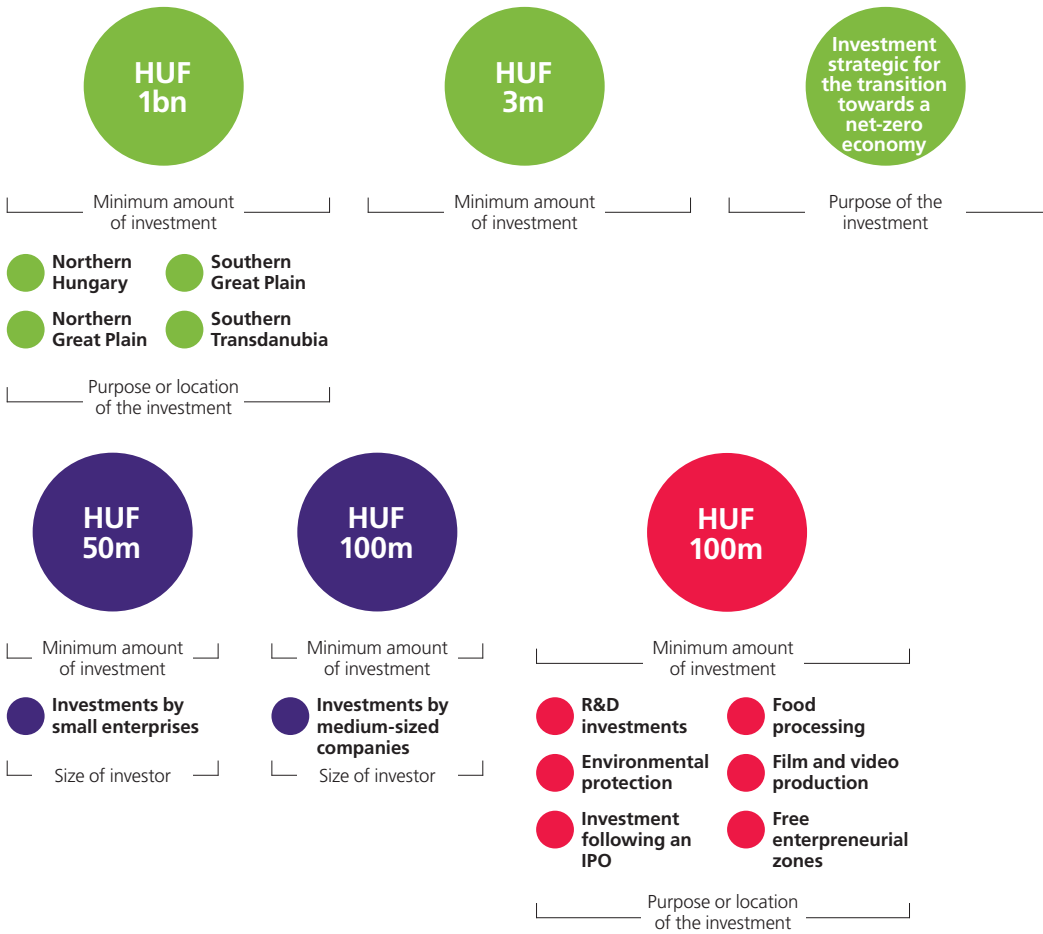 HUF
1bn
Minimum amount
of investment
Northern
Hungary
Southern
Great Plain
Northern
Great Plain
Southern
Transdanubia
Purpose or location
of the investment
HUF
3m
Minimum amount
of investment
Investment
strategic for
the transition
towards a
net-zero
economy
Purpose of the
investment
HUF
50m
Minimum amount
of investment
Investments by
small enterprises
Size of investor
HUF
100m
Minimum amount
of investment
Investments by
medium-sized
companies
Size of investor
HUF
100m
Minimum amount
of investment
R&D
investments
Food
processing
Environmental
protection
Film and video
production
Investment
following an
IPO
Free
enterpreneurial
zones
Purpose or location
of the investment